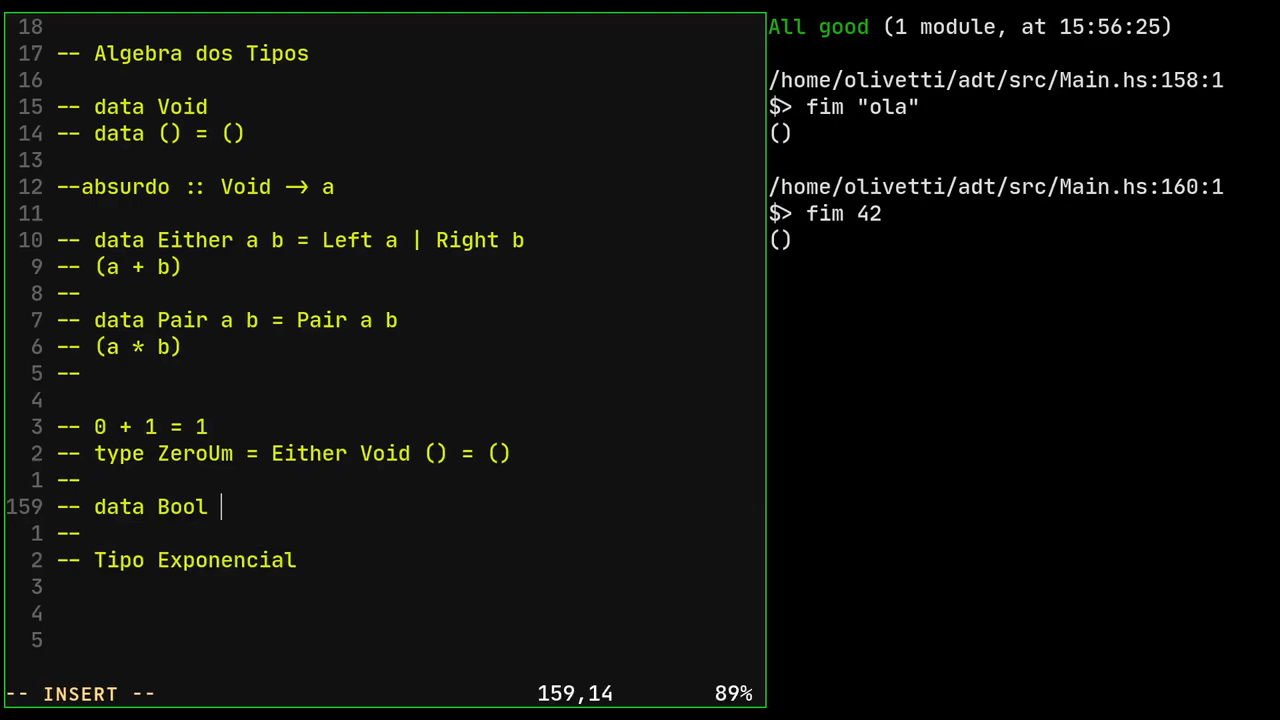 18
17 -- Algebra dos Tipos
16
15 -- data Void
14 -- data () = ()
13
12 --absurdo :: Void -> a
11
10 -- data Either a b = Left a | Right b
9 -- (a + b)
8 --
7 -- data Pair a b = Pair a b
6 -- (a * b)
5 --
4
3 -- 0 + 1 = 1
2 -- type ZeroUm = Either Void () = ()
1 --
159 -- data Bool
1 --
2 -- Tipo Exponencial
3
4
5
-- INSERT -- 159,14 89%
All good (1 module, at 15:56:25)
/home/olivetti/adt/src/Main.hs:158:1
$> fim "ola"
()
/home/olivetti/adt/src/Main.hs:160:1
$> fim 42
()